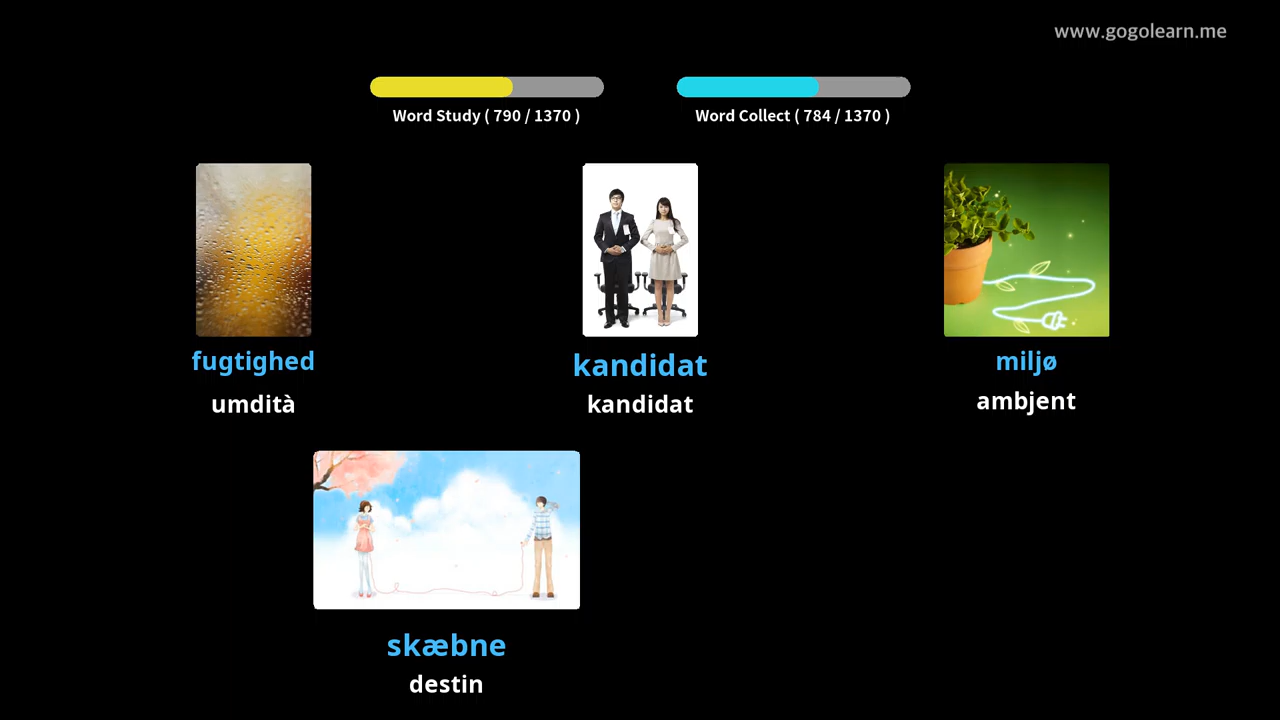 www.gogolearn.me
Word Study ( 790 / 1370 )
Word Collect ( 784 / 1370 )
fugtighed
umdità
kandidat
kandidat
miljø
ambjent
skæbne
destin